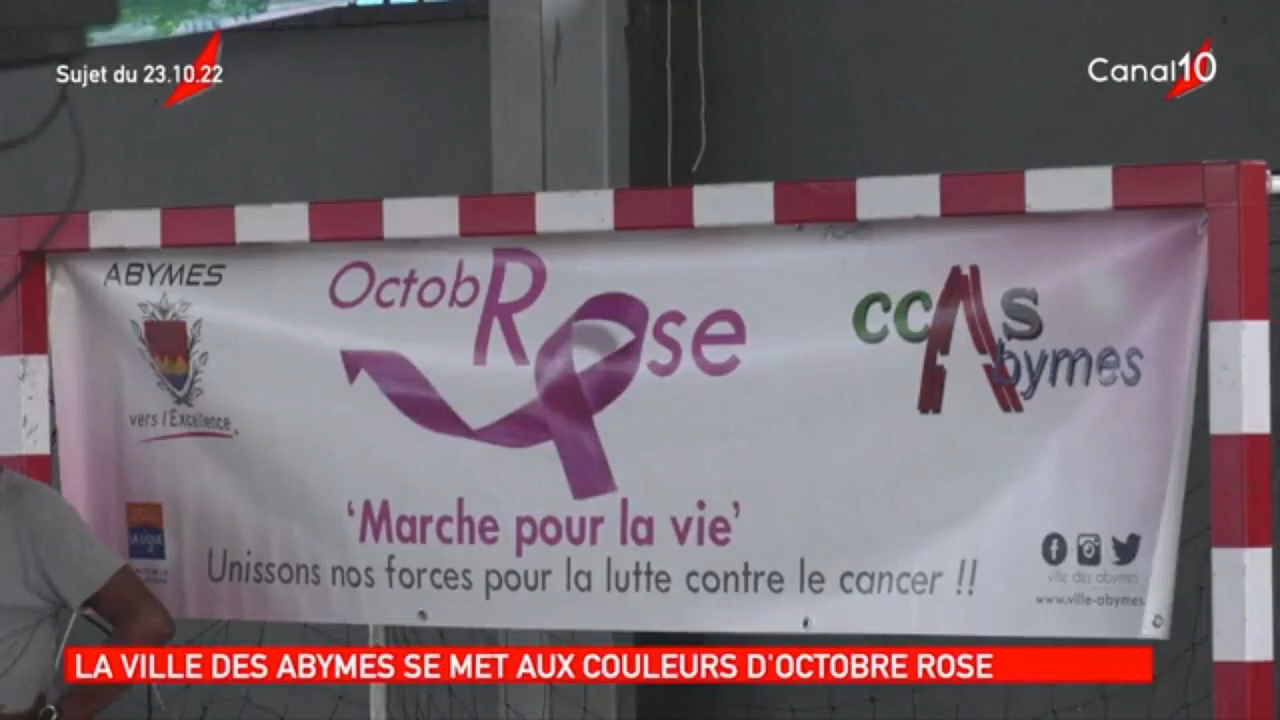 Sujet du 23.10.22
Canal10
ABYMES
vers l'Excellence
OctobRose
ccAs
Abymes
LA LIGUE
'Marche pour la vie'
Unissons nos forces pour la lutte contre le cancer !!
ville des abymes
www.ville-abymes
LA VILLE DES ABYMES SE MET AUX COULEURS D'OCTOBRE ROSE